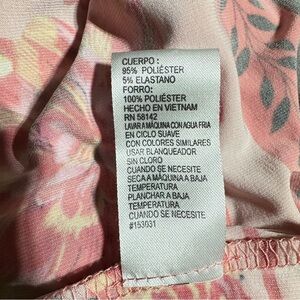 CUERPO:
95% POLIÉSTER
5% ELASTANO
FORRO:
100% POLIÉSTER
HECHO EN VIETNAM
RN 58142
LAVAR A MÁQUINA CON AGUA FRIA
EN CICLO SUAVE
CON COLORES SIMILARES
USAR BLANQUEADOR
SIN CLORO
CUANDO SE NECESITE
SECA A MÁQUINA A BAJA
TEMPERATURA
PLANCHAR A BAJA
TEMPERATURA
CUANDO SE NECESITE
#153031